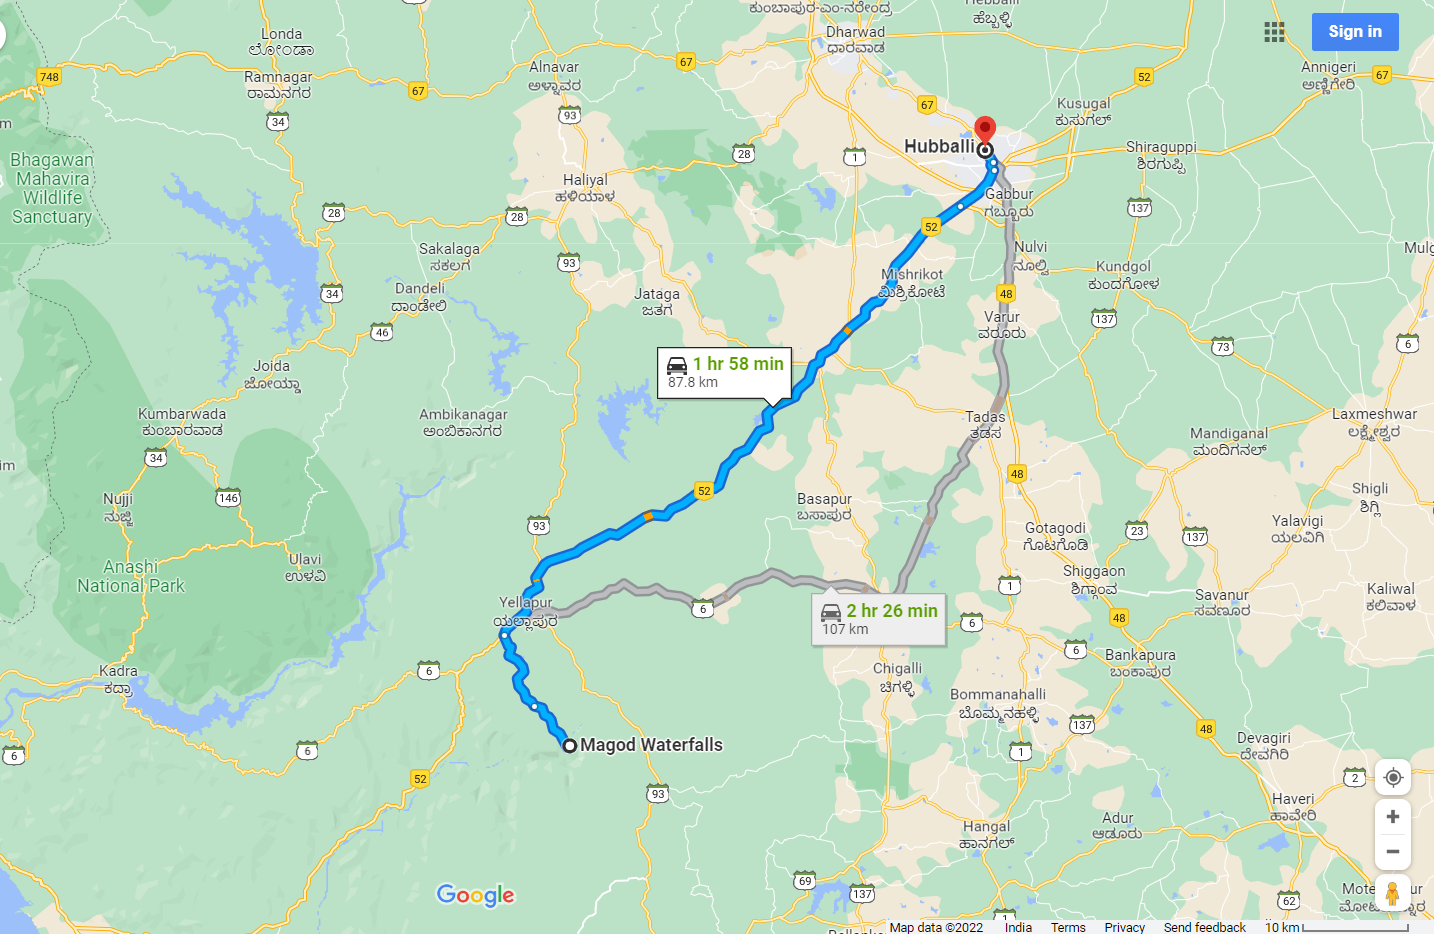 ಕುಂಬಾಪುರ-ಎಂ-ನರೇಂದ್ರ
ಹೆಬ್ಬಳ್ಳಿ
Londa
ಲೋಂಡಾ
Dharwad
ಧಾರವಾಡ
Sign in
748
Ramnagar
ರಾಮನಗರ
Alnavar
ಅಳ್ನಾವರ
67
67
67
52
Annigeri
ಅಣ್ಣಿಗೇರಿ
67
34
93
Kusugal
ಕುಸುಗಲ್
Bhagawan
Mahavira
Wildlife
Sanctuary
28
1
Hubballi
Shiraguppi
ಶಿರಗುಪ್ಪಿ
Haliyal
ಹಳಿಯಾಳ
28
28
Gabbur
ಗಬ್ಬೂರು
137
52
Sakalaga
ಸಕಲಗ
93
Nulvi
ನೂಲ್ವಿ
Mishrikot
ಮಿಶ್ರಿಕೋಟೆ
Kundgol
ಕುಂದಗೋಳ
34
Dandeli
ದಾಂಡೇಲಿ
Jataga
ಜತಗ
48
46
Varur
ವರೂರು
137
73
6
Joida
ಜೋಯ್ಡಾ
1 hr 58 min
87.8 km
Kumbarwada
ಕುಂಬಾರವಾಡ
Ambikanagar
ಅಂಬಿಕಾನಗರ
Tadas
ತಡಸ
Laxmeshwar
ಲಕ್ಷ್ಮೇಶ್ವರ
Mandiganal
ಮಂದಿಗನಲ್
34
48
Nujji
ನುಜ್ಜಿ
146
52
Basapur
ಬಸಾಪುರ
Shigli
ಶಿಗ್ಲಿ
93
Gotagodi
ಗೊಟಗೊಡಿ
23
137
Yalavigi
ಯಲವಿಗಿ
Anashi
National Park
Ulavi
ಉಳವಿ
Shiggaon
ಶಿಗ್ಗಾಂವ
1
Kaliwal
ಕಲಿವಾಳ
Savanur
ಸವಣೂರ
Yellapur
ಯಲ್ಲಾಪುರ
6
2 hr 26 min
107 km
6
48
6
Bankapura
ಬಂಕಾಪುರ
Kadra
ಕದ್ರಾ
6
Chigalli
ಚಿಗಳ್ಳಿ
Bommanahalli
ಬೊಮ್ಮನಹಳ್ಳಿ
137
48
6
6
Magod Waterfalls
1
Devagiri
ದೇವಗಿರಿ
52
93
2
Haveri
ಹಾವೇರಿ
Hangal
ಹಾನಗಲ್
Adur
ಆಡೂರು
Google
69
137
62
1
Map data ©2022 India Terms Privacy Send feedback 10 km